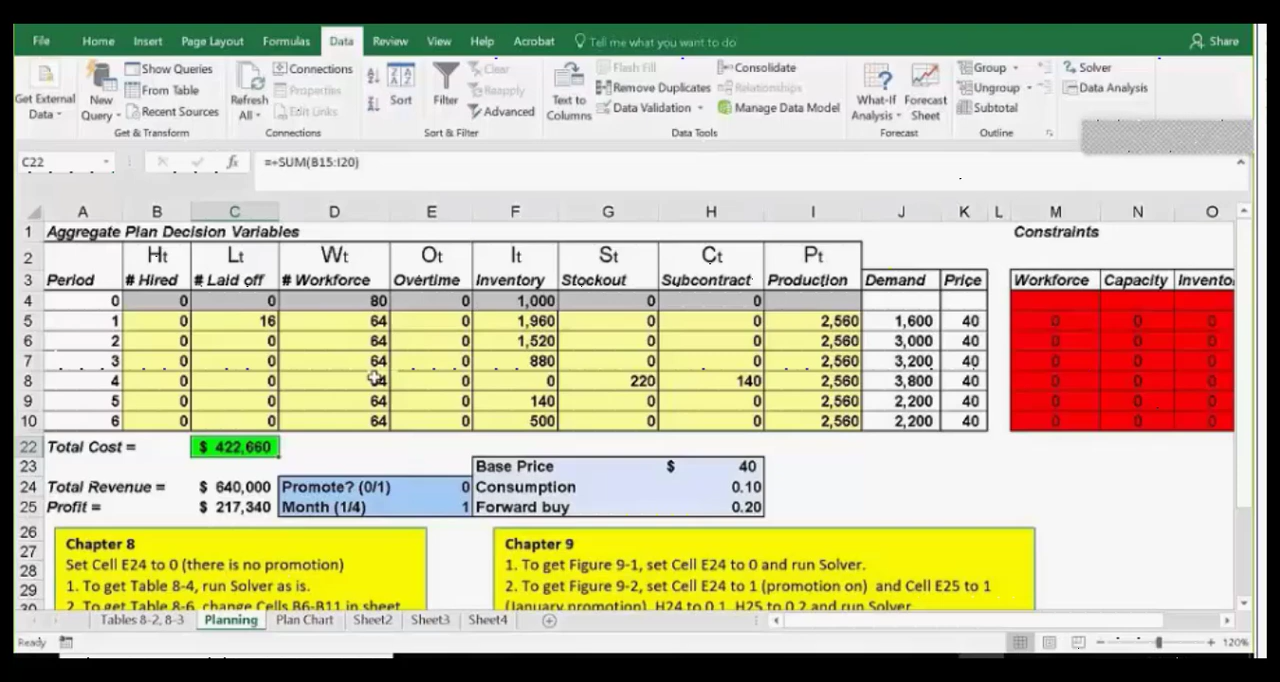 File Home Insert Page Layout Formulas Data Review View Help Acrobat Tell me what you want to do Share
Show Queries Connections Clear Flash Fill Consolidate Group Solver
Get External New From Table Refresh Properties Sort Filter Reapply Text to Remove Duplicates Relationships What-If Forecast Ungroup Data Analysis
Data Query Recent Sources All Edit Links Advanced Columns Data Validation Manage Data Model Analysis Sheet Subtotal
Get & Transform Connections Sort & Filter Data Tools Forecast Outline
C22 fx =+SUM(B15:I20)
A B C D E F G H I J K L M N O
1 Aggregate Plan Decision Variables Constraints
2 Ht Lt Wt Ot It St Ct Pt
3 Period # Hired # Laid off # Workforce Overtime Inventory Stockout Subcontract Production Demand Price Workforce Capacity Invento
4 0 0 0 80 0 1,000 0 0
5 1 0 16 64 0 1,960 0 0 2,560 1,600 40 0 0 0
6 2 0 0 64 0 1,520 0 0 2,560 3,000 40 0 0 0
7 3 0 0 64 0 880 0 0 2,560 3,200 40 0 0 0
8 4 0 0 4 0 0 220 140 2,560 3,800 40 0 0 0
9 5 0 0 64 0 140 0 0 2,560 2,200 40 0 0 0
10 6 0 0 64 0 500 0 0 2,560 2,200 40 0 0 0
22 Total Cost = $ 422,660
23 Base Price $ 40
24 Total Revenue = $ 640,000 Promote? (0/1) 0 Consumption 0.10
25 Profit = $ 217,340 Month (1/4) 1 Forward buy 0.20
26
27 Chapter 8 Chapter 9
28 Set Cell E24 to 0 (there is no promotion) 1. To get Figure 9-1, set Cell E24 to 0 and run Solver.
29 1. To get Table 8-4, run Solver as is. 2. To get Figure 9-2, set Cell E24 to 1 (promotion on) and Cell E25 to 1
30 2. To get Table 8-6, change Cells B6-B11 in sheet (January promotion), H24 to 0.1, H25 to 0.2 and run Solver.
Tables 8-2, 8-3 Planning Plan Chart Sheet2 Sheet3 Sheet4
Ready 120%